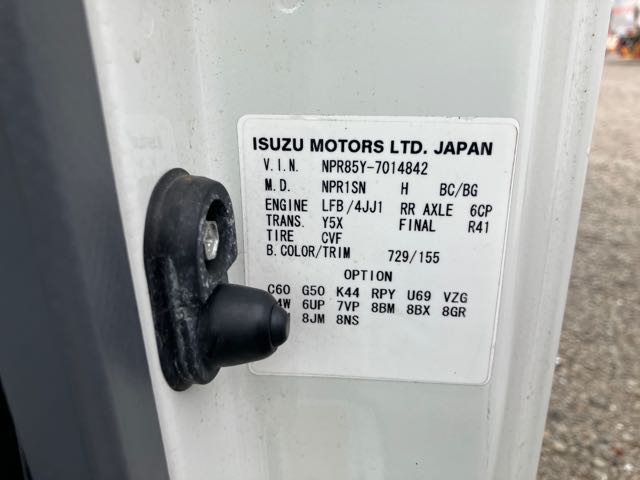 ISUZU MOTORS LTD. JAPAN
V.I.N. NPR85Y-7014842
M.D. NPR1SN H BC/BG
ENGINE LFB/4JJ1 RR AXLE 6CP
TRANS. Y5X FINAL R41
TIRE CVF
B.COLOR/TRIM 729/155
OPTION
C60 G50 K44 RPY U69 VZG
6UP 7VP 8BM 8BX 8GR
8JM 8NS